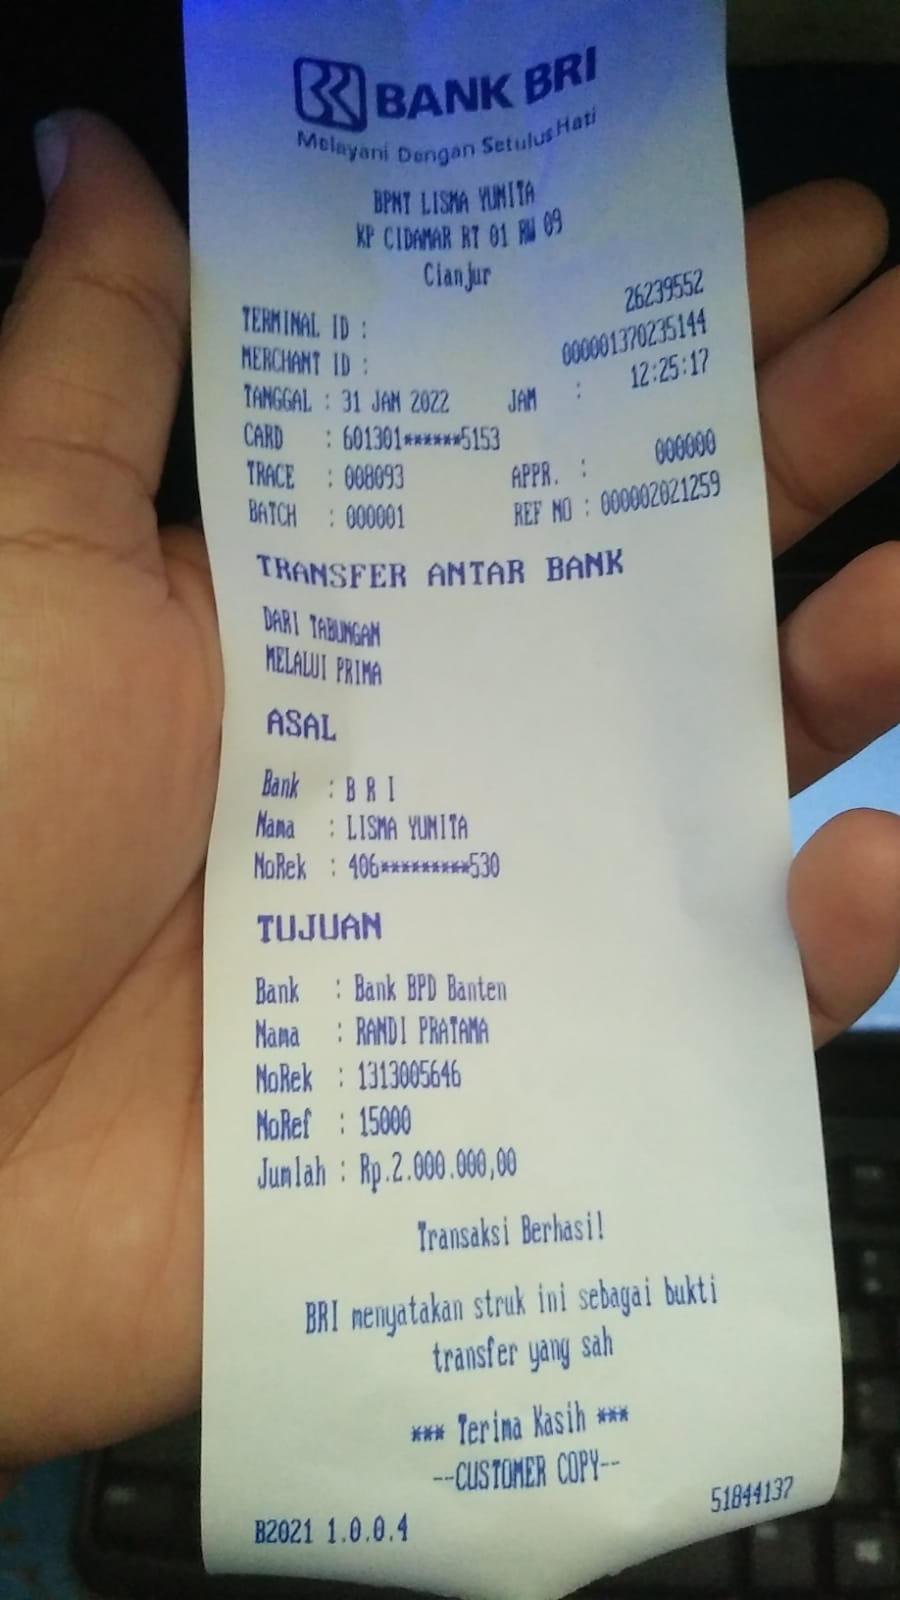 BANK BRI
Melayani Dengan Setulus Hati
BPNT LISMA YUNITA
KP CIDAMAR RT 01 RW 09
Cianjur
TERMINAL ID : 26239552
MERCHANT ID : 000001370235144
TANGGAL : 31 JAN 2022 JAM : 12:25:17
CARD : 601301******5153
TRACE : 008093 APPR. : 000000
BATCH : 000001 REF NO : 000002021259
TRANSFER ANTAR BANK
DARI TABUNGAN
MELALUI PRIMA
ASAL
Bank : B R I
Nama : LISMA YUNITA
NoRek : 406*********530
TUJUAN
Bank : Bank BPD Banten
Nama : RANDI PRATAMA
NoRek : 1313005646
NoRef : 15000
Jumlah : Rp.2.000.000,00
Transaksi Berhasil
BRI menyatakan struk ini sebagai bukti
transfer yang sah
*** Terima Kasih ***
--CUSTOMER COPY--
51844137
B2021 1.0.0.4